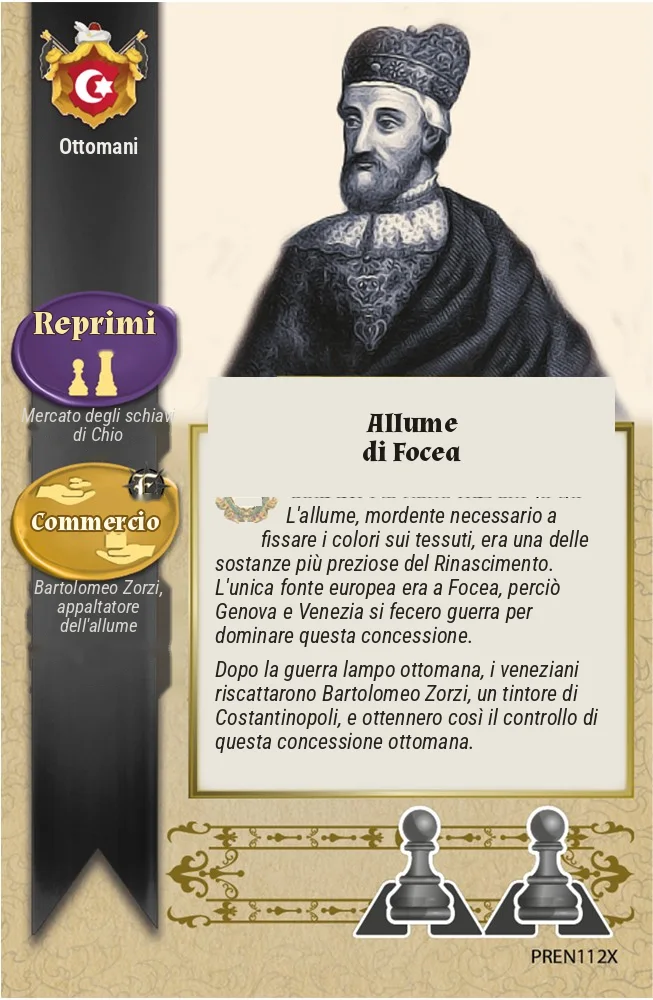 Ottomani
Reprimi
Mercato degli schiavi
di Chio
Commercio
Bartolomeo Zorzi,
appaltatore
dell'allume
Allume
di Focea
L'allume, mordente necessario a
fissare i colori sui tessuti, era una delle
sostanze più preziose del Rinascimento.
L'unica fonte europea era a Focea, perciò
Genova e Venezia si fecero guerra per
dominare questa concessione.
Dopo la guerra lampo ottomana, i veneziani
riscattarono Bartolomeo Zorzi, un tintore di
Costantinopoli, e ottennero così il controllo di
questa concessione ottomana.
PREN112X